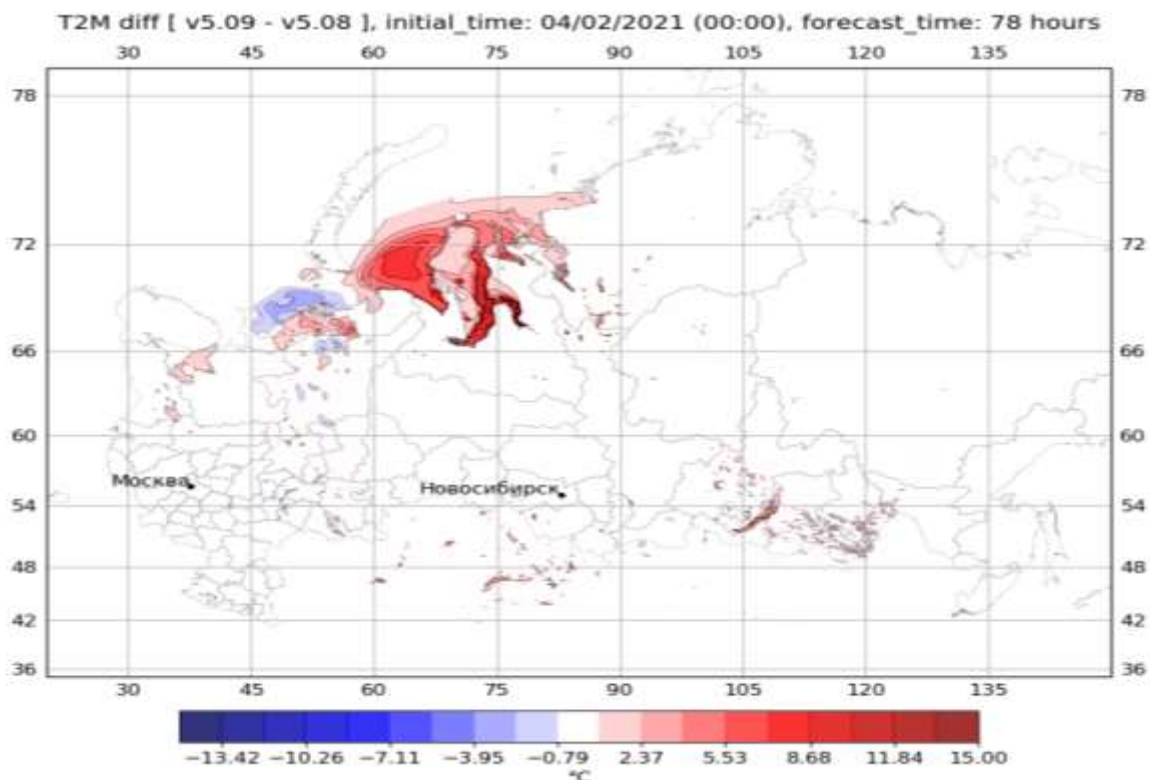 T2M diff [ v5.09 - v5.08 ], initial_time: 04/02/2021 (00:00), forecast_time: 78 hours
30 45 60 75 90 105 120 135
78 78
72 72
66 66
60 60
Москва
Новосибирск
54 54
48 48
42 42
36 36
30 45 60 75 90 105 120 135
−13.42 −10.26 −7.11 −3.95 −0.79 2.37 5.53 8.68 11.84 15.00
°C